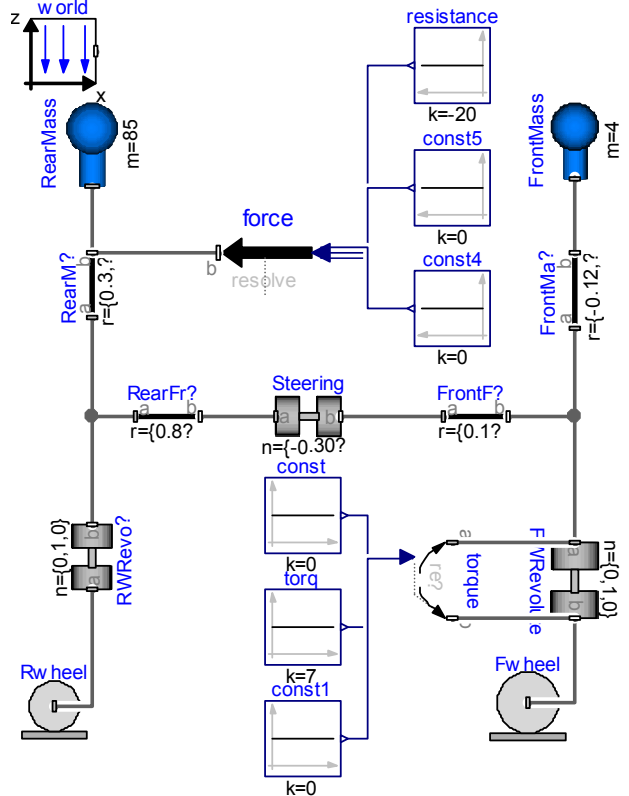 world
z
x
RearMass
m=85
resistance
k=-20
FrontMass
m=4
const5
k=0
force
b
resolve
RearM?
b
a
r={0.3,?
const4
k=0
FrontMa?
b
a
r={-0.12,?
RearFr?
a b
r={0.8?
Steering
a b
n={-0.30?
FrontF?
a b
r={0.1?
const
k=0
n={0,1,0}
b
a
RWRevo?
torq
k=7
re?
a
torque
a
b
n={0,1,0}
Rwheel
const1
k=0
Fwheel